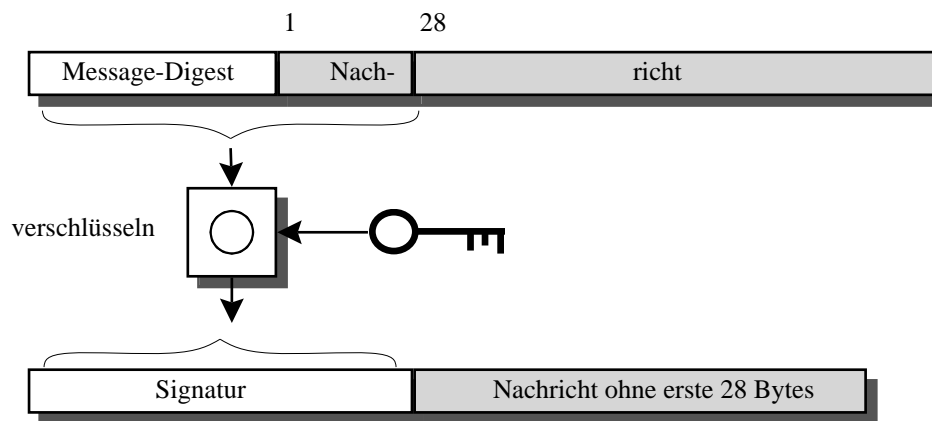 1 28
Message-Digest Nach- richt
verschlüsseln
Signatur Nachricht ohne erste 28 Bytes